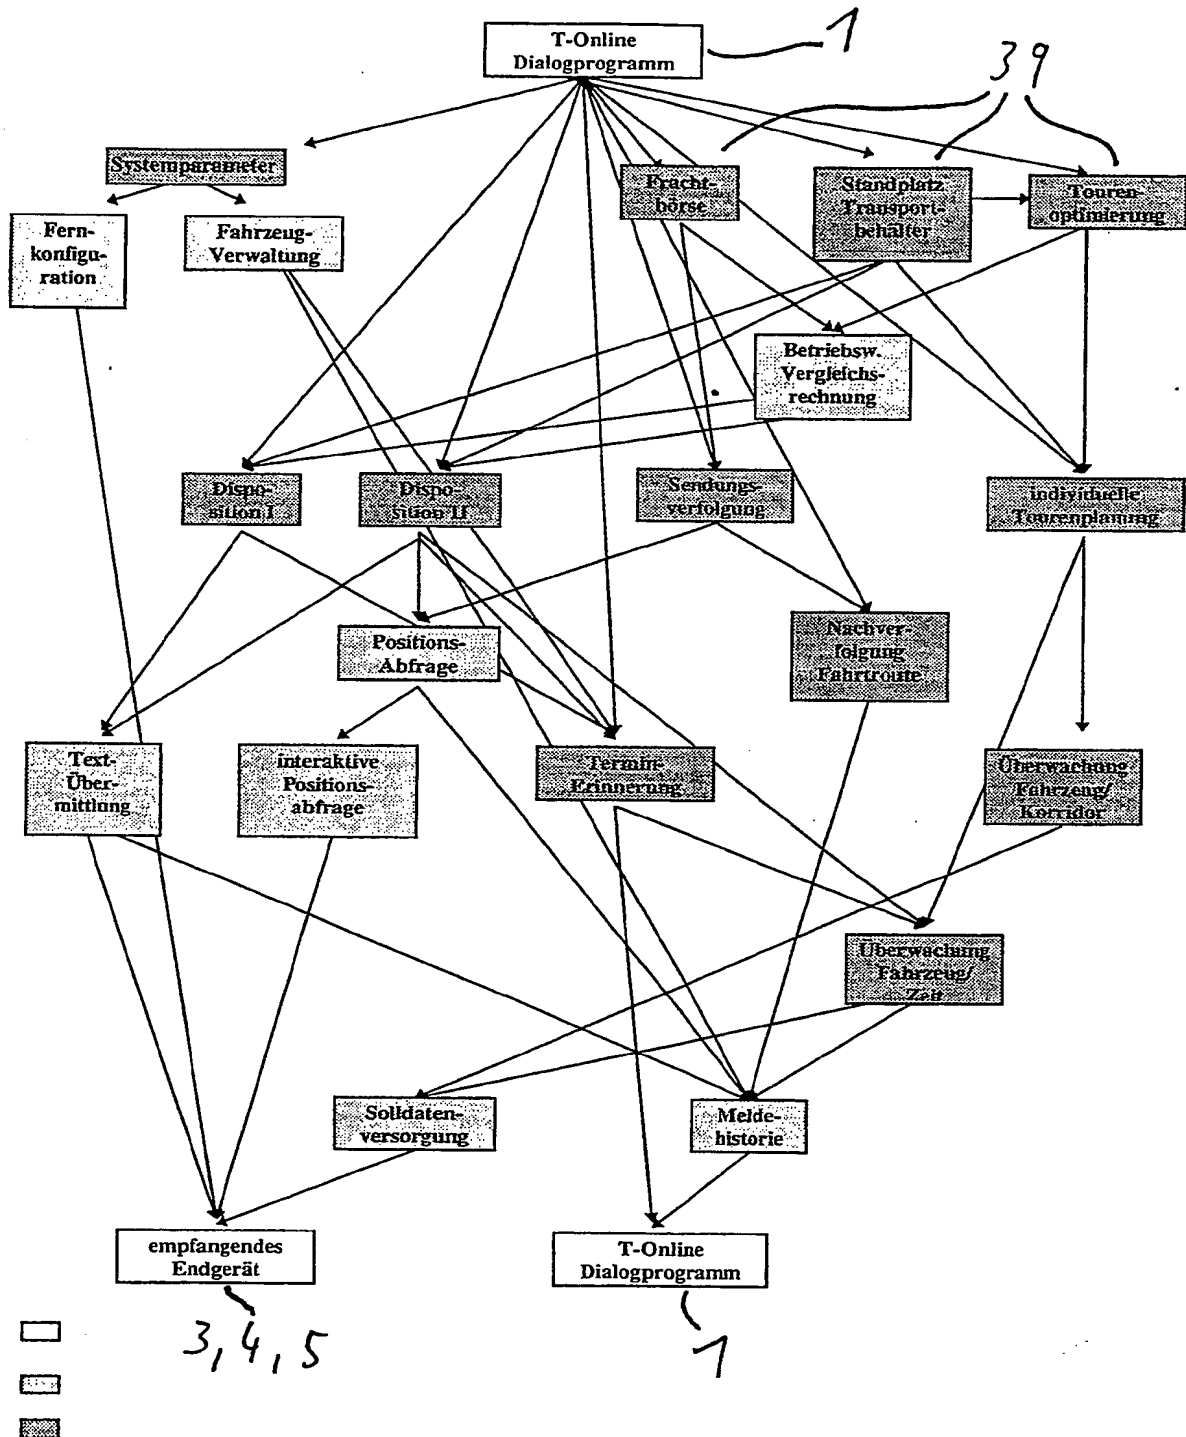 T-Online
Dialogprogramm
1
39
Systemparameter
Fracht-
börse
Standplatz
Transport-
behälter
Touren-
optimierung
Fern-
konfigu-
ration
Fahrzeug-
Verwaltung
Betriebsw.
Vergleichs-
rechnung
Dispo-
sition I
Dispo-
sition II
Sendungs-
verfolgung
individuelle
Tourenplanung
Positions-
Abfrage
Nachver-
folgung
Fahrtroute
Text-
Über-
mittlung
interaktive
Positions-
abfrage
Termin-
Erinnerung
Überwachung
Fahrzeug/
Korridor
Überwachung
Fahrzeug/
Zeit
Solldaten-
versorgung
Melde-
historie
empfangendes
Endgerät
T-Online
Dialogprogramm
3, 4, 5
1